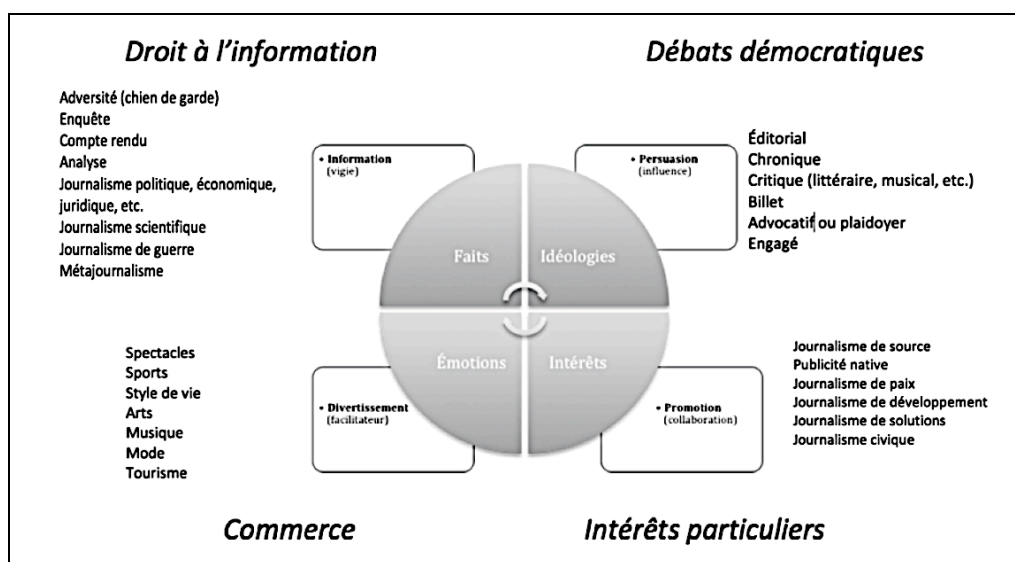 Droit à l'information
Débats démocratiques
Adversité (chien de garde)
Enquête
Compte rendu
Analyse
Journalisme politique, économique,
juridique, etc.
Journalisme scientifique
Journalisme de guerre
Métajournalisme
• Information
(vigie)
• Persuasion
(influence)
Éditorial
Chronique
Critique (littéraire, musical, etc.)
Billet
Advocatif ou plaidoyer
Engagé
Faits
Idéologies
Émotions
Intérêts
Spectacles
Sports
Style de vie
Arts
Musique
Mode
Tourisme
• Divertissement
(facilitateur)
• Promotion
(collaboration)
Journalisme de source
Publicité native
Journalisme de paix
Journalisme de développement
Journalisme de solutions
Journalisme civique
Commerce
Intérêts particuliers